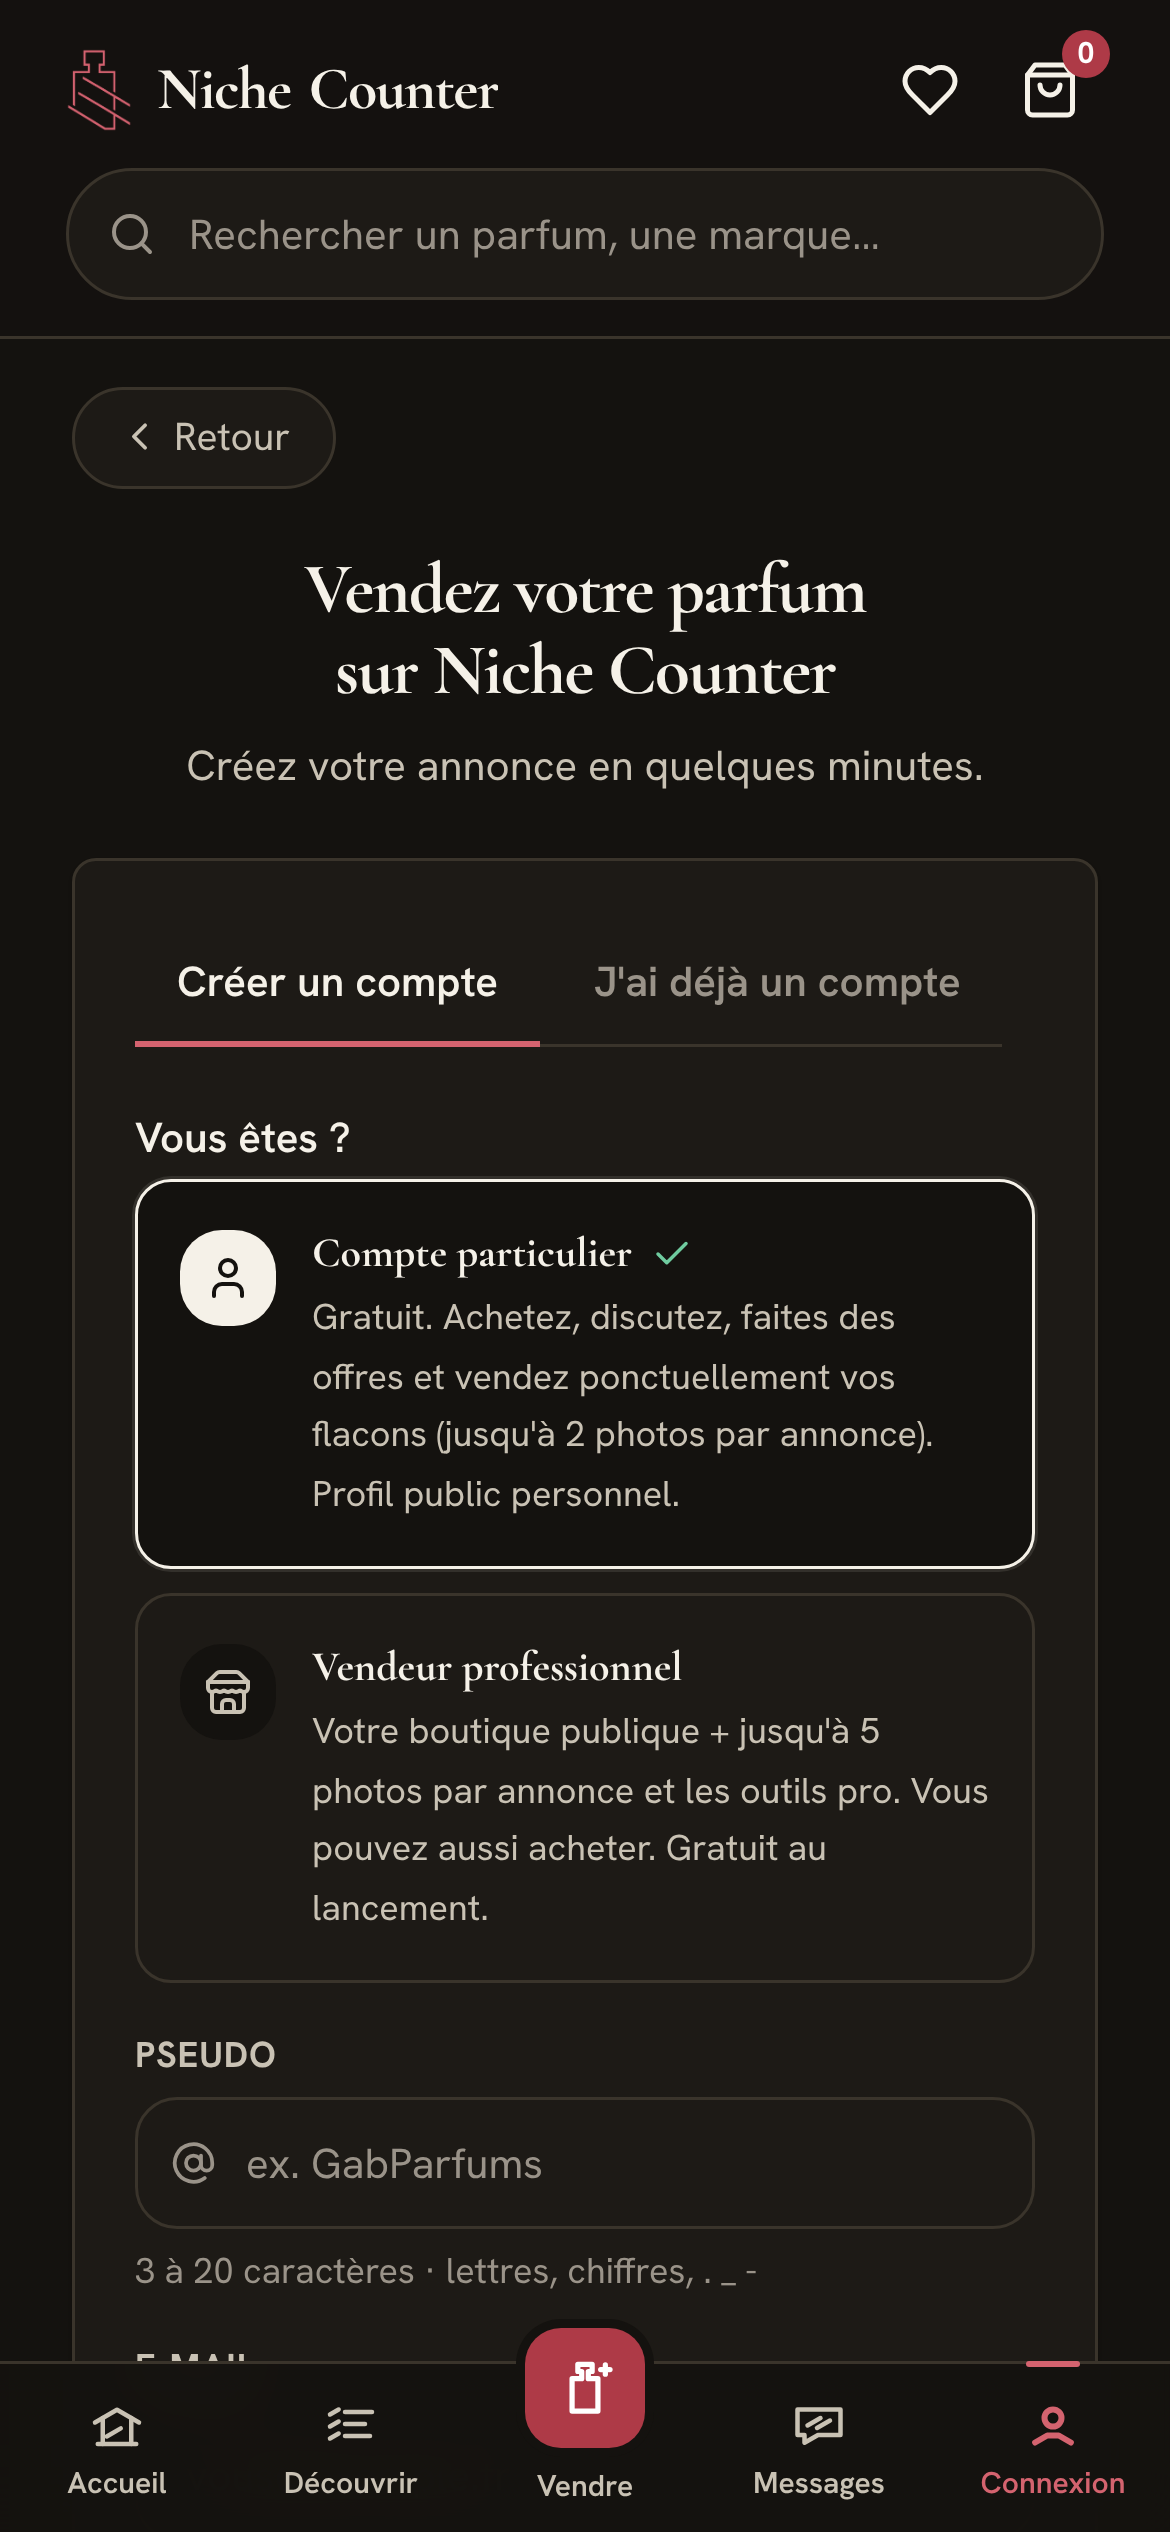 Niche Counter
0
Rechercher un parfum, une marque...
Retour
Vendez votre parfum
sur Niche Counter
Créez votre annonce en quelques minutes.
Créer un compte
J'ai déjà un compte
Vous êtes ?
Compte particulier
Gratuit. Achetez, discutez, faites des
offres et vendez ponctuellement vos
flacons (jusqu'à 2 photos par annonce).
Profil public personnel.
Vendeur professionnel
Votre boutique publique + jusqu'à 5
photos par annonce et les outils pro. Vous
pouvez aussi acheter. Gratuit au
lancement.
PSEUDO
@ ex. GabParfums
3 à 20 caractères · lettres, chiffres, . _ -
E-MAIL
Accueil
Découvrir
Vendre
Messages
Connexion